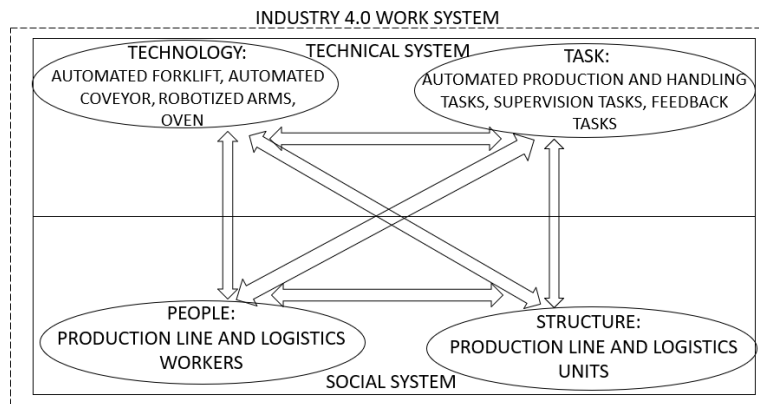 INDUSTRY 4.0 WORK SYSTEM
TECHNICAL SYSTEM
TECHNOLOGY:
AUTOMATED FORKLIFT, AUTOMATED
COVEYOR, ROBOTIZED ARMS,
OVEN
TASK:
AUTOMATED PRODUCTION AND HANDLING
TASKS, SUPERVISION TASKS, FEEDBACK
TASKS
PEOPLE:
PRODUCTION LINE AND LOGISTICS
WORKERS
STRUCTURE:
PRODUCTION LINE AND LOGISTICS
UNITS
SOCIAL SYSTEM